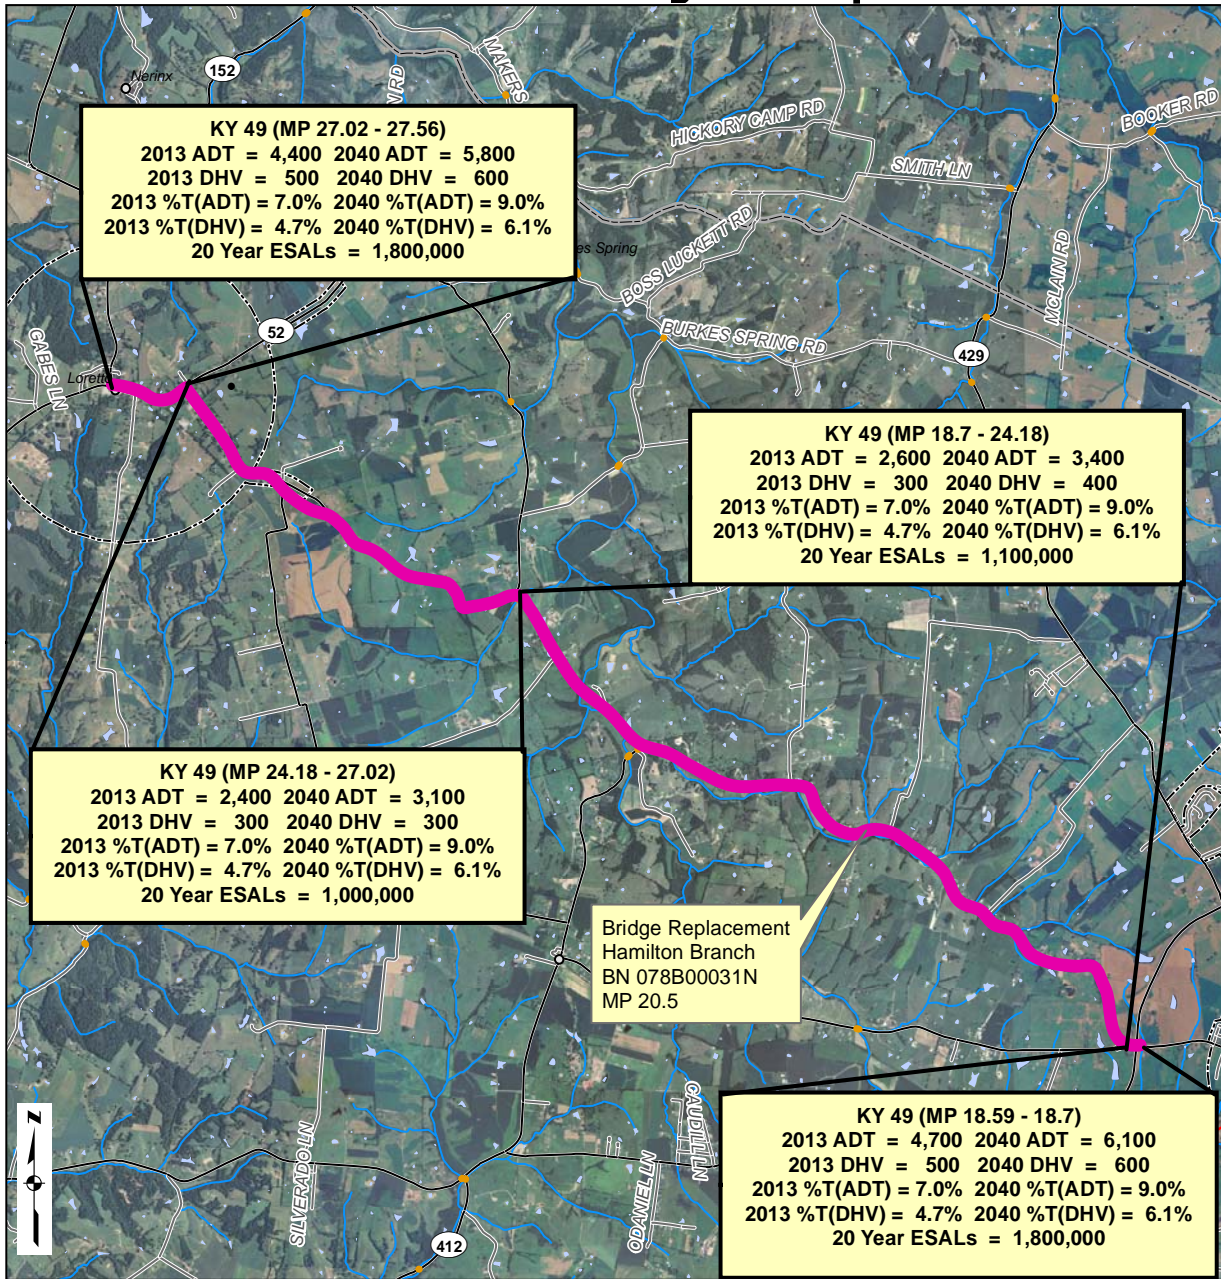 152
Nerinx
MAKERS
N RD
HICKORY CAMP RD
BOOKER RD
SMITH LN
KY 49 (MP 27.02 - 27.56)
2013 ADT = 4,400 2040 ADT = 5,800
2013 DHV = 500 2040 DHV = 600
2013 %T(ADT) = 7.0% 2040 %T(ADT) = 9.0%
2013 %T(DHV) = 4.7% 2040 %T(DHV) = 6.1%
20 Year ESALs = 1,800,000
es Spring
BOSS LUCKETT RD
MCLAIN RD
BURKES SPRING RD
52
429
GABES LN
Loretto
KY 49 (MP 18.7 - 24.18)
2013 ADT = 2,600 2040 ADT = 3,400
2013 DHV = 300 2040 DHV = 400
2013 %T(ADT) = 7.0% 2040 %T(ADT) = 9.0%
2013 %T(DHV) = 4.7% 2040 %T(DHV) = 6.1%
20 Year ESALs = 1,100,000
KY 49 (MP 24.18 - 27.02)
2013 ADT = 2,400 2040 ADT = 3,100
2013 DHV = 300 2040 DHV = 300
2013 %T(ADT) = 7.0% 2040 %T(ADT) = 9.0%
2013 %T(DHV) = 4.7% 2040 %T(DHV) = 6.1%
20 Year ESALs = 1,000,000
Bridge Replacement
Hamilton Branch
BN 078B00031N
MP 20.5
N
SILVERADO LN
ODANIEL LN
CAUDILL LN
412
KY 49 (MP 18.59 - 18.7)
2013 ADT = 4,700 2040 ADT = 6,100
2013 DHV = 500 2040 DHV = 600
2013 %T(ADT) = 7.0% 2040 %T(ADT) = 9.0%
2013 %T(DHV) = 4.7% 2040 %T(DHV) = 6.1%
20 Year ESALs = 1,800,000